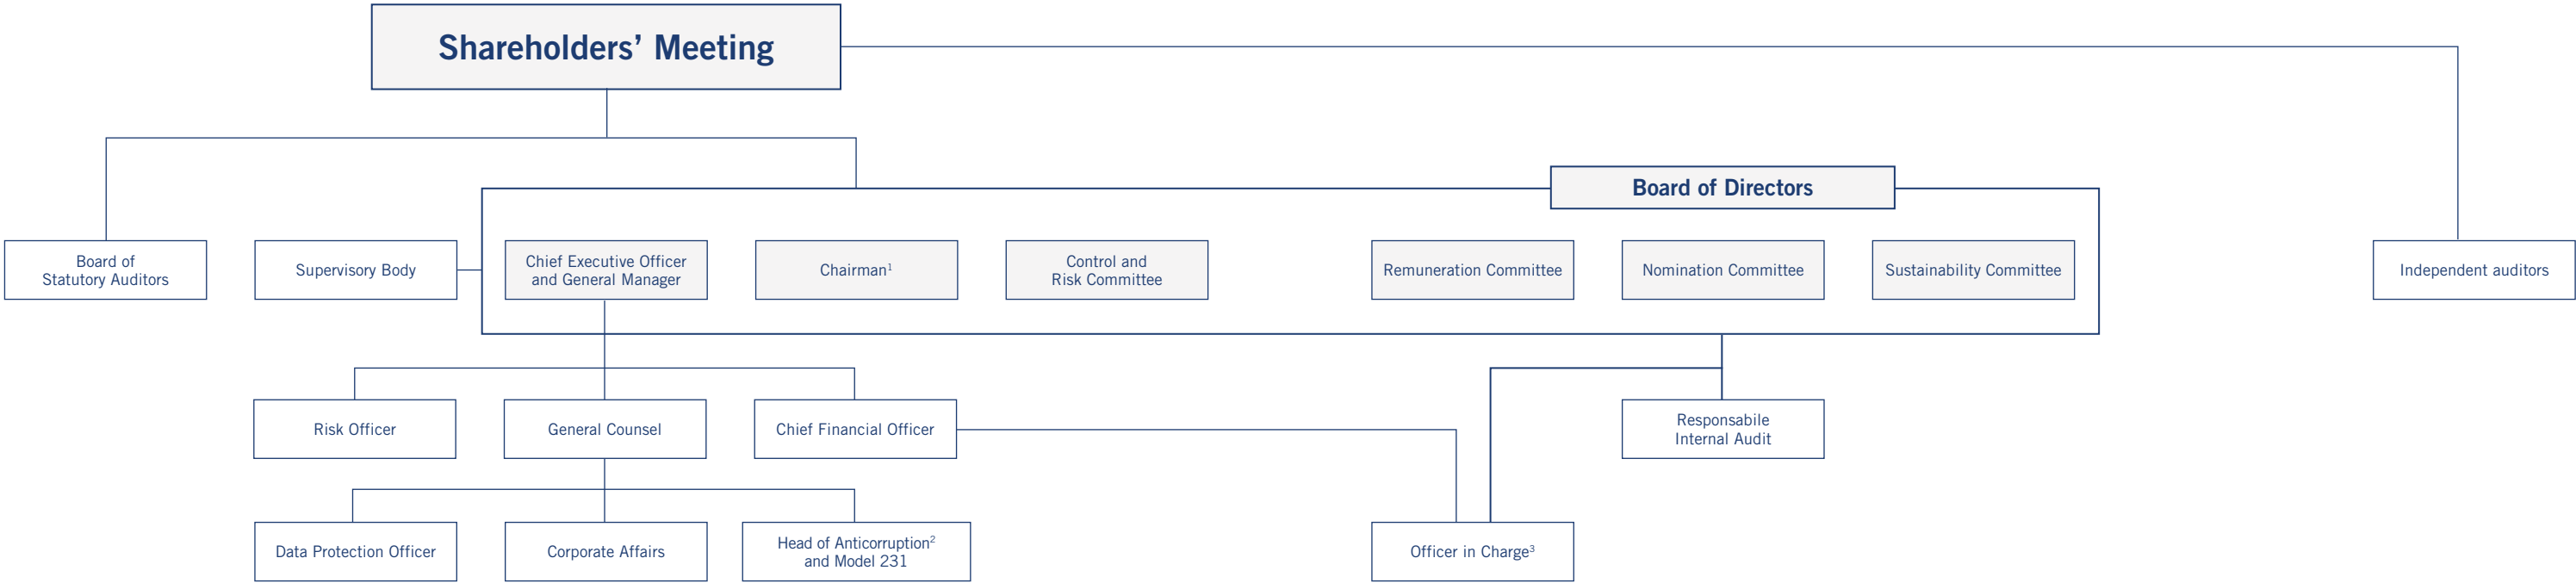 Shareholders’ Meeting
Board of Directors
Board of
Statutory Auditors
Supervisory Body
Chief Executive Officer
and General Manager
Chairman¹
Control and
Risk Committee
Remuneration Committee
Nomination Committee
Sustainability Committee
Independent auditors
Risk Officer
General Counsel
Chief Financial Officer
Responsabile
Internal Audit
Data Protection Officer
Corporate Affairs
Head of Anticorruption²
and Model 231
Officer in Charge³